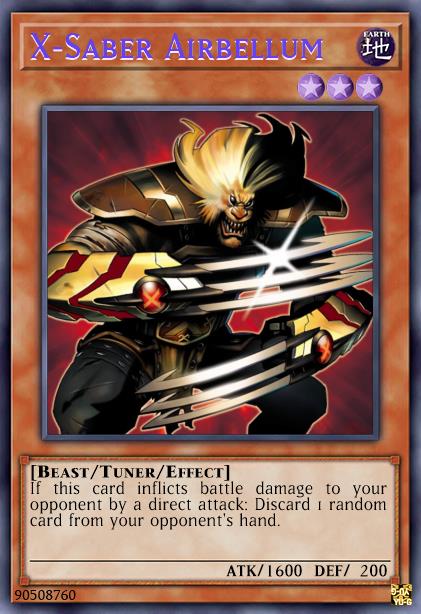 X-Saber Airbellum
EARTH
地
[Beast/Tuner/Effect]
If this card inflicts battle damage to your
opponent by a direct attack: Discard 1 random
card from your opponent's hand.
ATK/1600 DEF/ 200
90508760